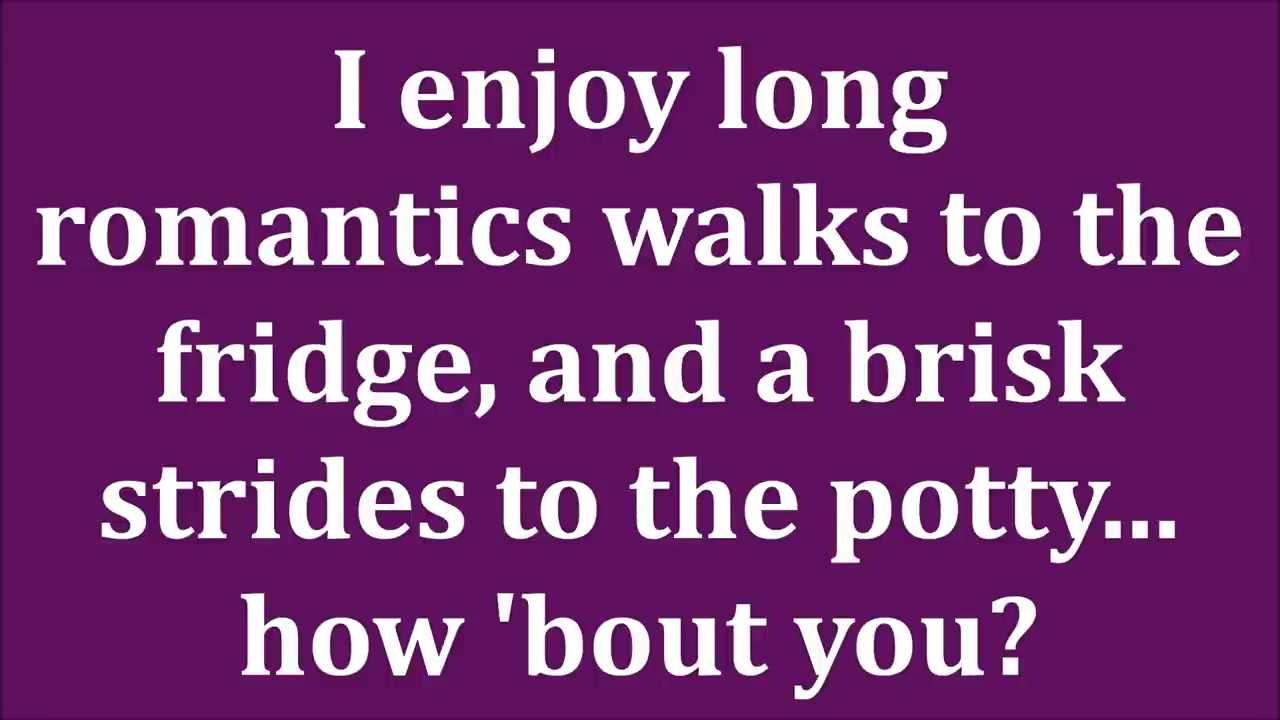 I enjoy long
romantics walks to the
fridge, and a brisk
strides to the potty...
how 'bout you?